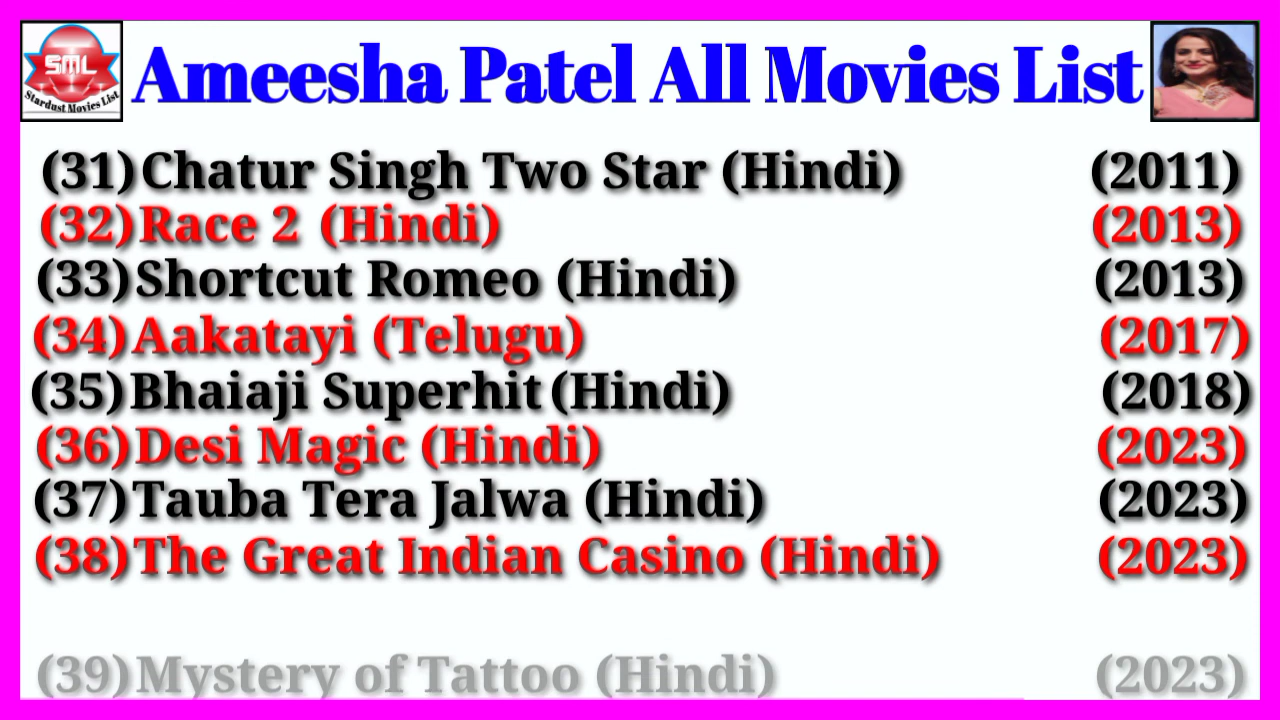 SML
Stardust Movies List
Ameesha Patel All Movies List
(31) Chatur Singh Two Star (Hindi) (2011)
(32) Race 2 (Hindi) (2013)
(33) Shortcut Romeo (Hindi) (2013)
(34) Aakatayi (Telugu) (2017)
(35) Bhaiaji Superhit (Hindi) (2018)
(36) Desi Magic (Hindi) (2023)
(37) Tauba Tera Jalwa (Hindi) (2023)
(38) The Great Indian Casino (Hindi) (2023)
(39) Mystery of Tattoo (Hindi) (2023)